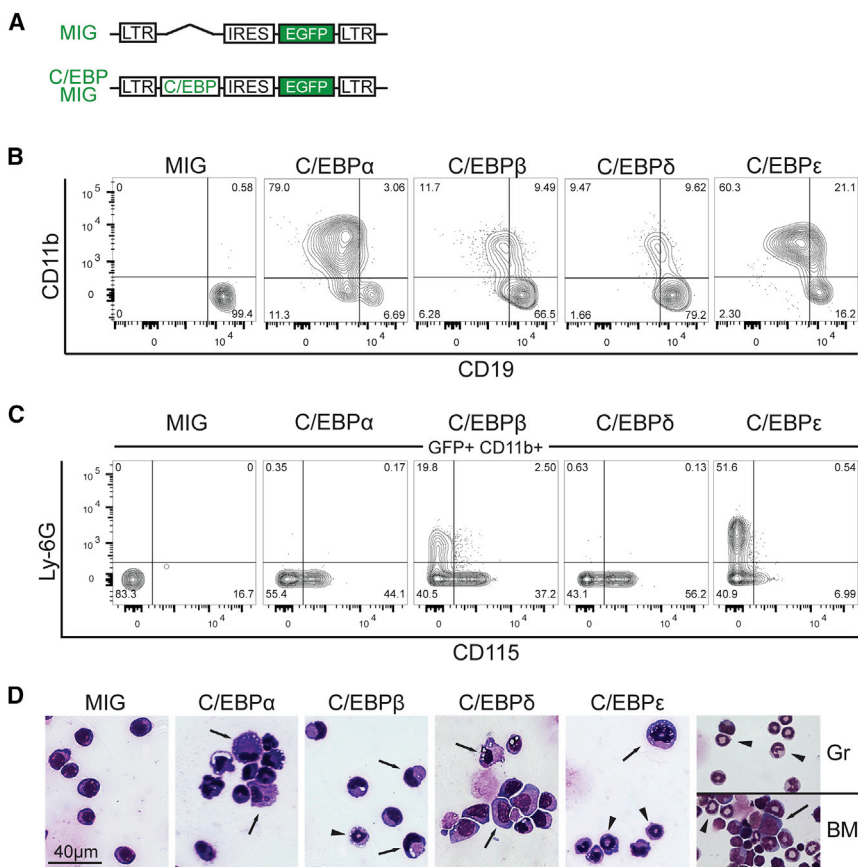 A
MIG LTR IRES EGFP LTR
C/EBP MIG LTR C/EBP IRES EGFP LTR
B
MIG C/EBPα C/EBPβ C/EBPδ C/EBPε
0 0.58 79.0 3.06 11.7 9.49 9.47 9.62 60.3 21.1
10^5
10^4
10^3
0
CD11b
0 99.4 11.3 6.69 6.28 66.5 1.66 79.2 2.30 16.2
0 10^4 0 10^4 0 10^4 0 10^4 0 10^4
CD19
C
MIG C/EBPα C/EBPβ C/EBPδ C/EBPε
GFP+ CD11b+
0 0 0.35 0.17 19.8 2.50 0.63 0.13 51.6 0.54
10^5
10^4
10^3
0
Ly-6G
83.3 16.7 55.4 44.1 40.5 37.2 43.1 56.2 40.9 6.99
0 10^4 0 10^4 0 10^4 0 10^4 0 10^4
CD115
D
MIG C/EBPα C/EBPβ C/EBPδ C/EBPε
Gr
BM
40µm